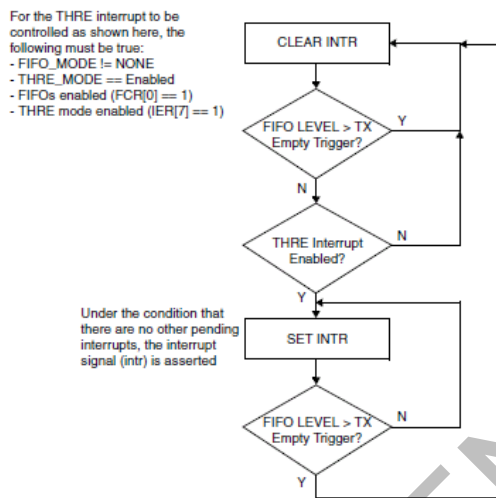 For the THRE interrupt to be
controlled as shown here, the
following must be true:
- FIFO_MODE != NONE
- THRE_MODE == Enabled
- FIFOs enabled (FCR[0] == 1)
- THRE mode enabled (IER[7] == 1)
CLEAR INTR
FIFO LEVEL > TX
Empty Trigger?
Y
N
THRE Interrupt
Enabled?
N
Y
Under the condition that
there are no other pending
interrupts, the interrupt
signal (intr) is asserted
SET INTR
FIFO LEVEL > TX
Empty Trigger?
N
Y